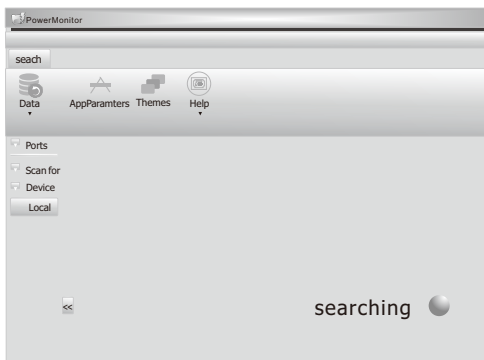 PowerMonitor
seach
Data AppParamters Themes Help
Ports
Scan for
Device
Local
<< searching